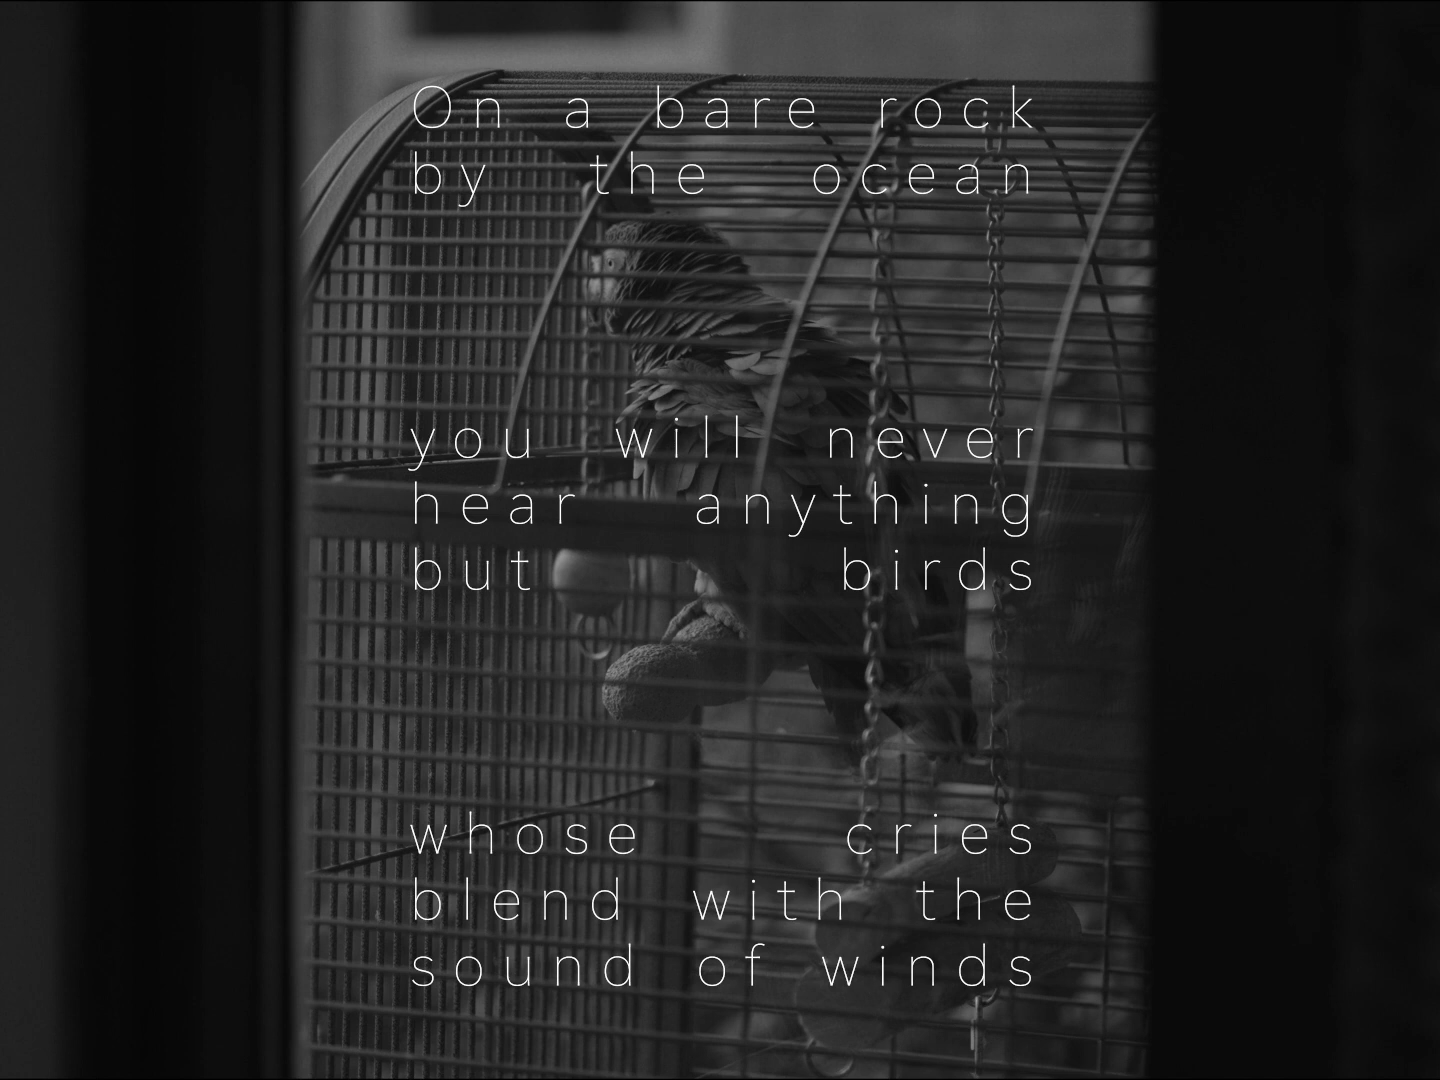 On a bare rock
by the ocean
you will never
hear anything
but birds
whose cries
blend with the
sound of winds